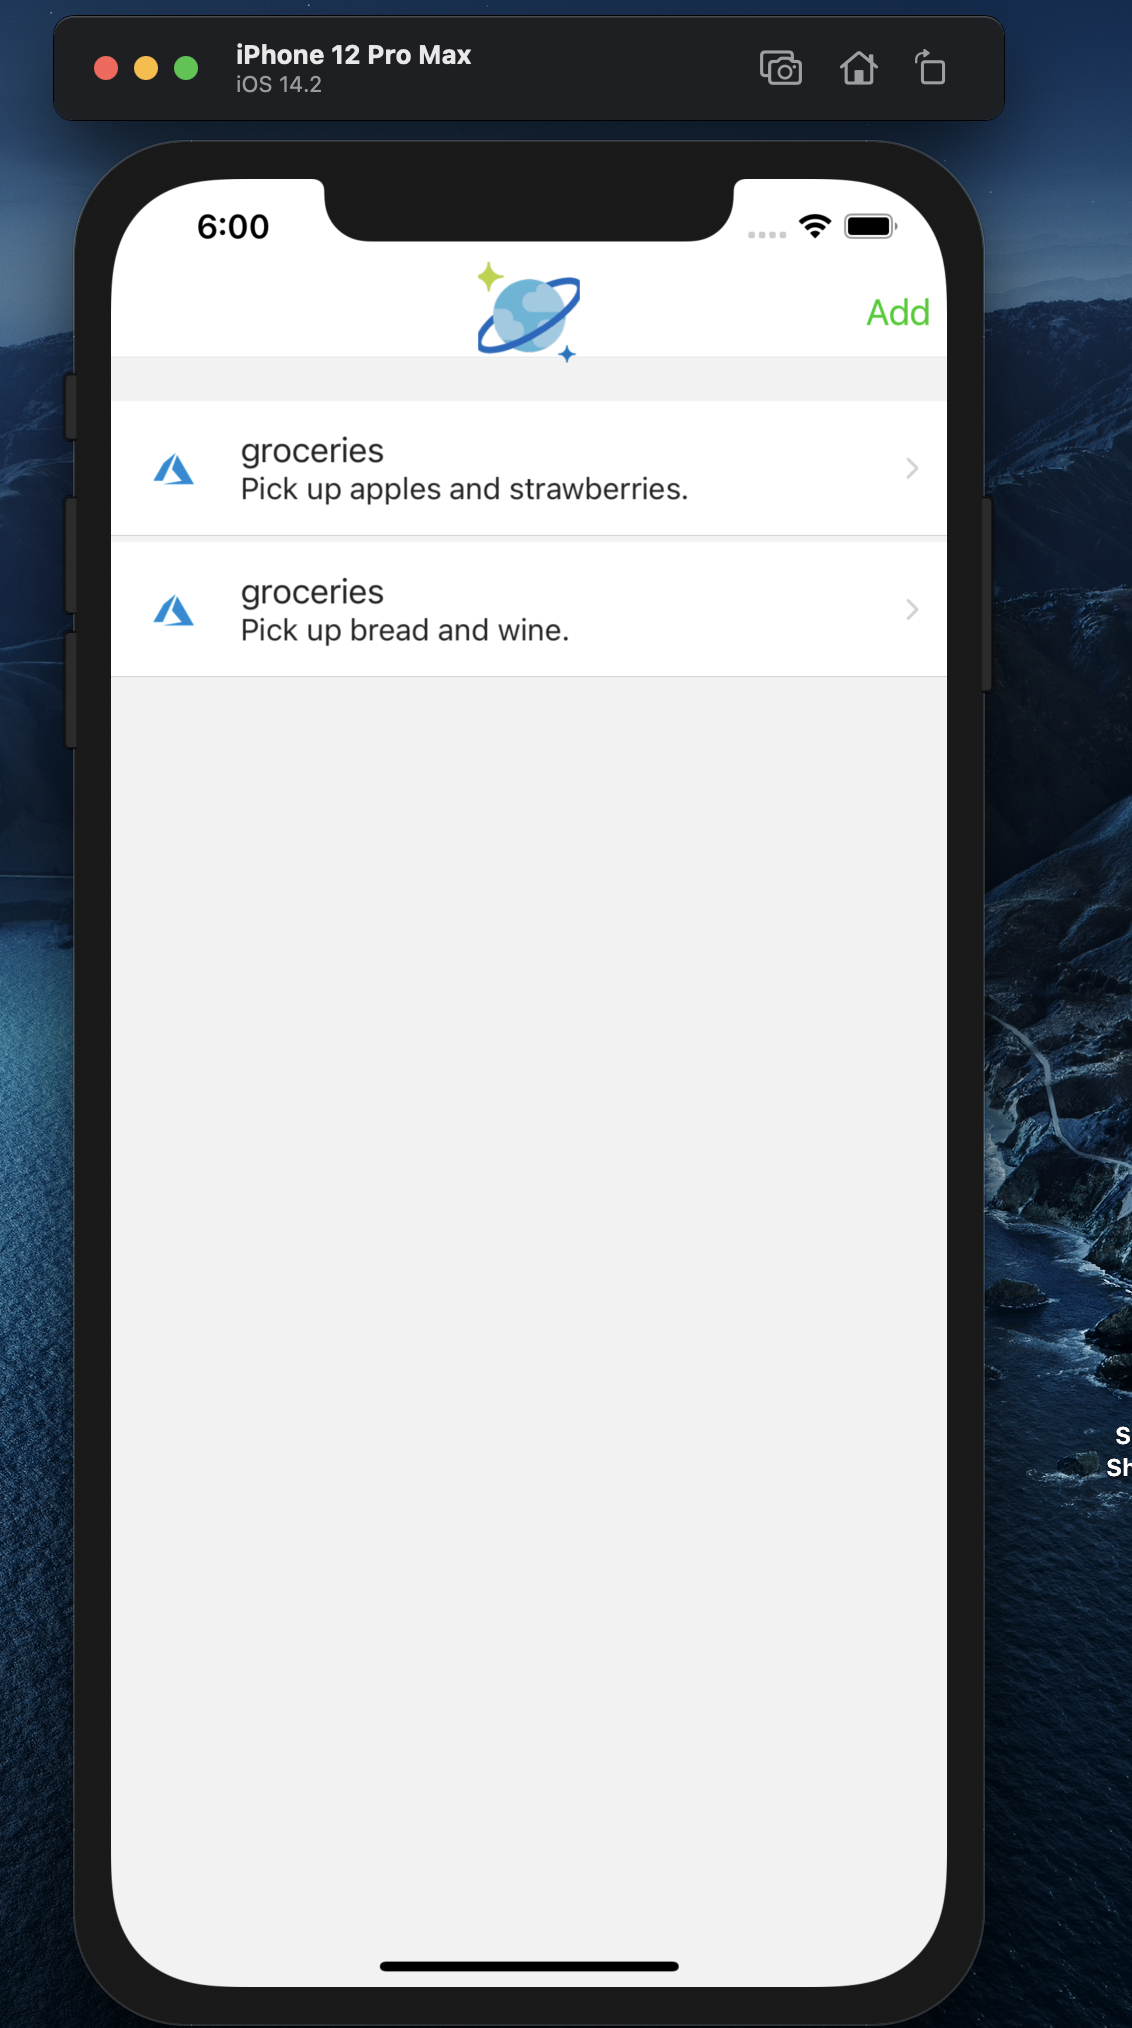 iPhone 12 Pro Max
iOS 14.2
6:00
Add
groceries
Pick up apples and strawberries.
groceries
Pick up bread and wine.